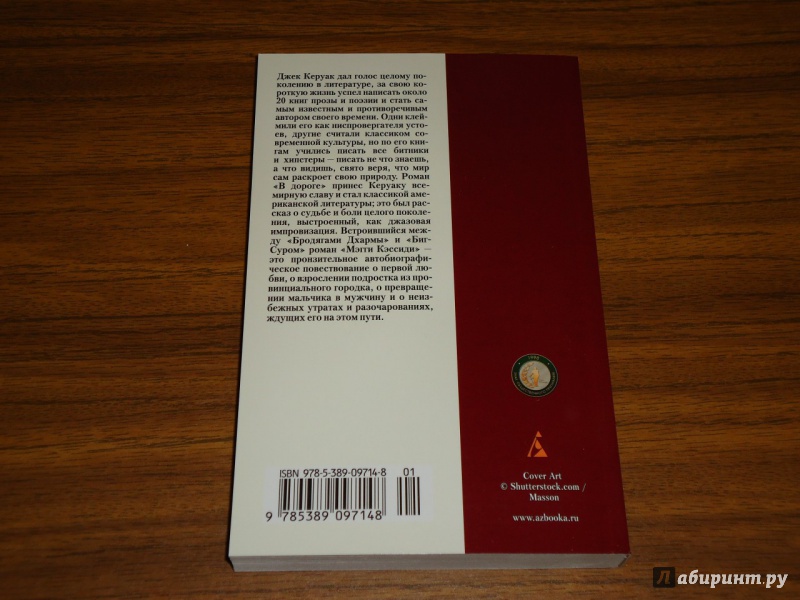 Джек Керуак дал голос целому по-
колению в литературе, за свою ко-
роткую жизнь успел написать около
20 книг прозы и поэзии и стать са-
мым известным и противоречивым
автором своего времени. Одни клей-
мили его как ниспровергателя усто-
ев, другие считали классиком со-
временной культуры, но по его кни-
гам учились писать все битники
и хипстеры – писать не что знаешь,
а что видишь, свято веря, что мир
сам раскроет свою природу. Роман
«В дороге» принес Керуаку все-
мирную славу и стал классикой аме-
риканской литературы; это был рас-
сказ о судьбе и боли целого поколе-
ния, выстроенный, как джазовая
импровизация. Встроившийся меж-
ду «Бродягами Дхармы» и «Биг-
Суром» роман «Мэгги Кэссиди» –
это пронзительное автобиографи-
ческое повествование о первой лю-
бви, о взрослении подростка из про-
винциального городка, о превраще-
нии мальчика в мужчину и о неиз-
бежных утратах и разочарованиях,
ждущих его на этом пути.
ISBN 978-5-389-09714-8
01
9 785389 097148
1995
Cover Art
© Shutterstock.com /
Masson
www.azbooka.ru
Лабиринт.ру